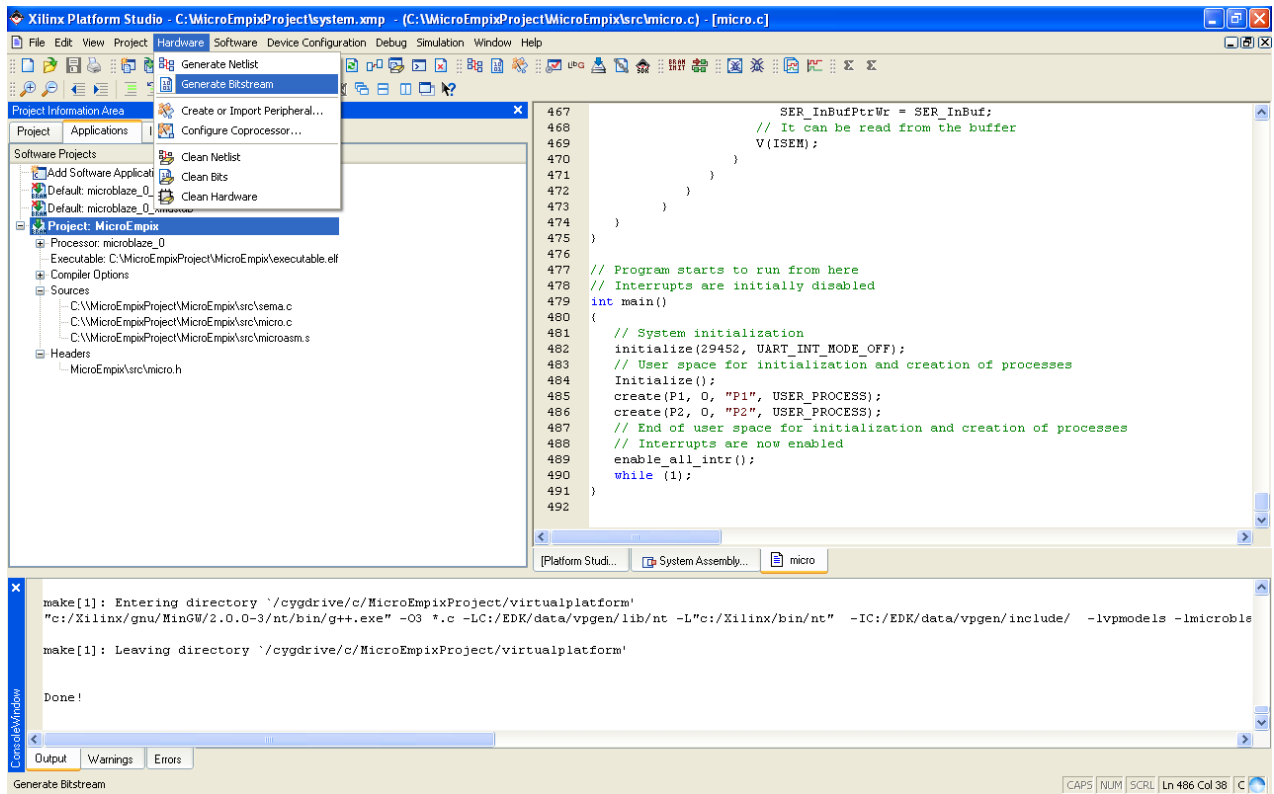 Xilinx Platform Studio - C:\MicroEmpixProject\system.xmp - (C:\MicroEmpixProject\MicroEmpix\src\micro.c) - [micro.c]
File Edit View Project Hardware Software Device Configuration Debug Simulation Window Help
Generate Netlist
Generate Bitstream
Create or Import Peripheral...
Configure Coprocessor...
Clean Netlist
Clean Bits
Clean Hardware
Project Information Area
Project Applications
Software Projects
Add Software Applicati
Default: microblaze_0_
Default: microblaze_0_xmdstub
Project: MicroEmpix
Processor: microblaze_0
Executable: C:\MicroEmpixProject\MicroEmpix\executable.elf
Compiler Options
Sources
C:\\MicroEmpixProject\MicroEmpix\src\sema.c
C:\\MicroEmpixProject\MicroEmpix\src\micro.c
C:\\MicroEmpixProject\MicroEmpix\src\microasm.s
Headers
MicroEmpix\src\micro.h
467 SER_InBufPtrWr = SER_InBuf;
468 // It can be read from the buffer
469 V(ISEM);
470 }
471 }
472 }
473 }
474 }
475 }
476
477 // Program starts to run from here
478 // Interrupts are initially disabled
479 int main()
480 {
481 // System initialization
482 initialize(29452, UART_INT_MODE_OFF);
483 // User space for initialization and creation of processes
484 Initialize();
485 create(P1, 0, "P1", USER_PROCESS);
486 create(P2, 0, "P2", USER_PROCESS);
487 // End of user space for initialization and creation of processes
488 // Interrupts are now enabled
489 enable_all_intr();
490 while (1);
491 }
492
[Platform Studi... System Assembly... micro
make[1]: Entering directory `/cygdrive/c/MicroEmpixProject/virtualplatform'
"c:/Xilinx/gnu/MinGW/2.0.0-3/nt/bin/g++.exe" -O3 *.c -LC:/EDK/data/vpgen/lib/nt -L"c:/Xilinx/bin/nt" -IC:/EDK/data/vpgen/include/ -lvpmodels -lmicrobla
make[1]: Leaving directory `/cygdrive/c/MicroEmpixProject/virtualplatform'
Done!
ConsoleWindow
Output Warnings Errors
Generate Bitstream
CAPS NUM SCRL Ln 486 Col 38 C